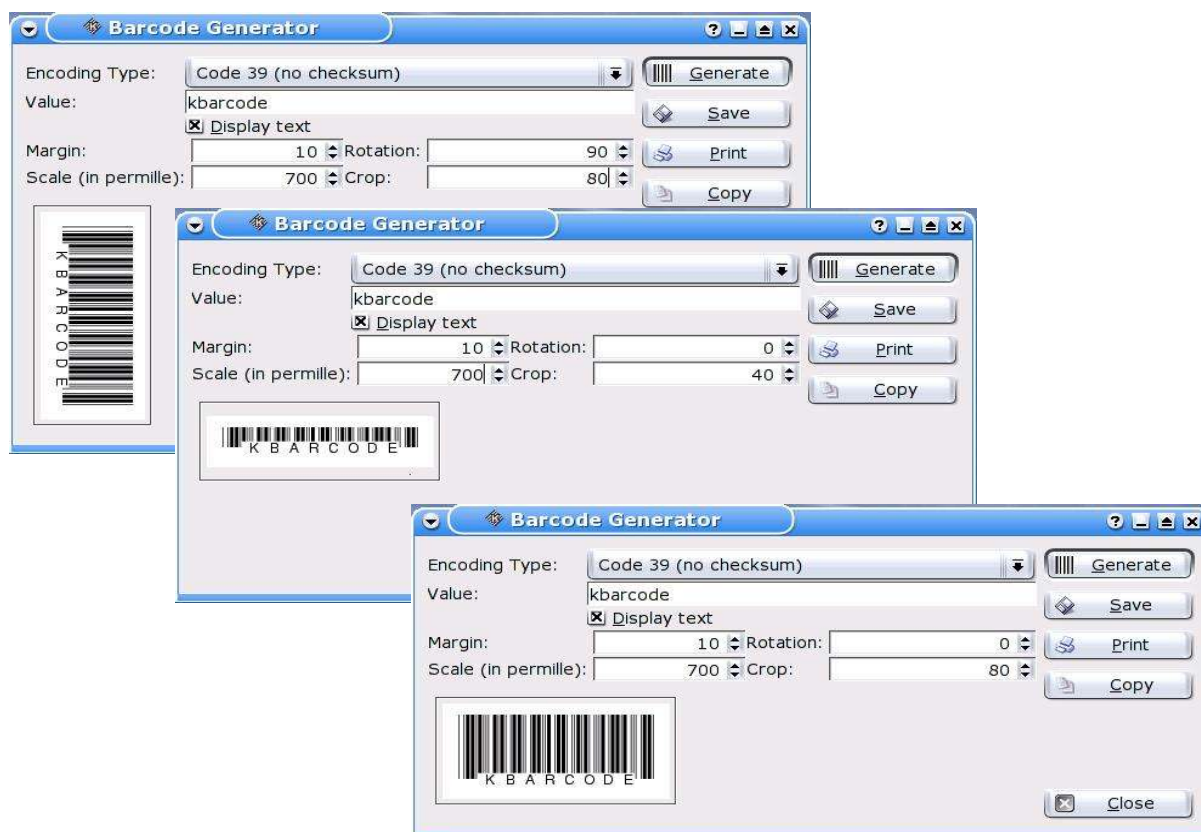 Barcode Generator
Encoding Type: Code 39 (no checksum) Generate
Value: kbarcode
Save
Display text
Margin: 10 Rotation: 90 Print
Scale (in permille): 700 Crop: 80
Copy
KBARCODE
Barcode Generator
Encoding Type: Code 39 (no checksum) Generate
Value: kbarcode
Save
Display text
Margin: 10 Rotation: 0 Print
Scale (in permille): 700 Crop: 40
Copy
KBARCODE
Barcode Generator
Encoding Type: Code 39 (no checksum) Generate
Value: kbarcode
Save
Display text
Margin: 10 Rotation: 0 Print
Scale (in permille): 700 Crop: 80
Copy
KBARCODE
Close